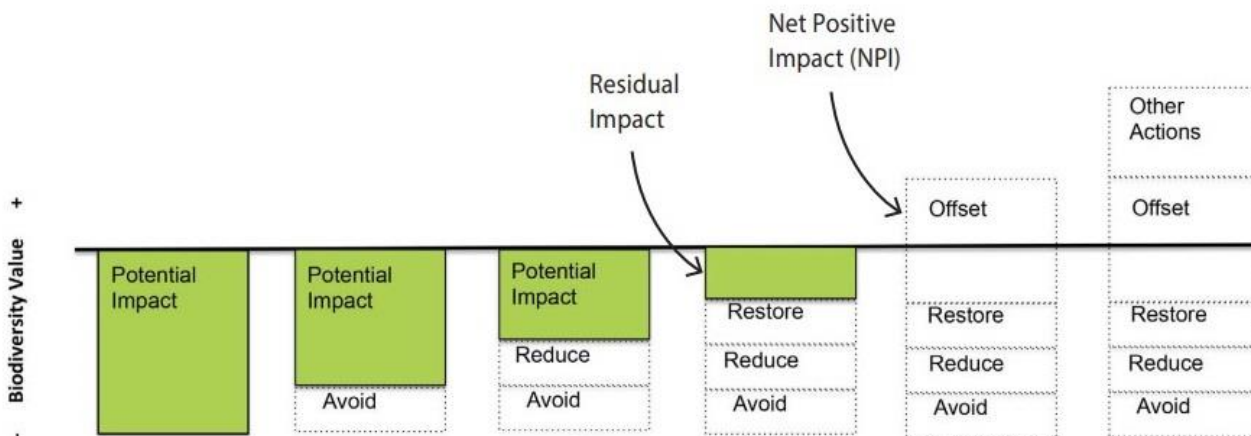 Net Positive
Impact (NPI)
Residual
Impact
Other
Actions
Offset
Offset
+
Biodiversity Value
-
Potential
Impact
Potential
Impact
Avoid
Potential
Impact
Reduce
Avoid
Restore
Reduce
Avoid
Restore
Reduce
Avoid
Restore
Reduce
Avoid